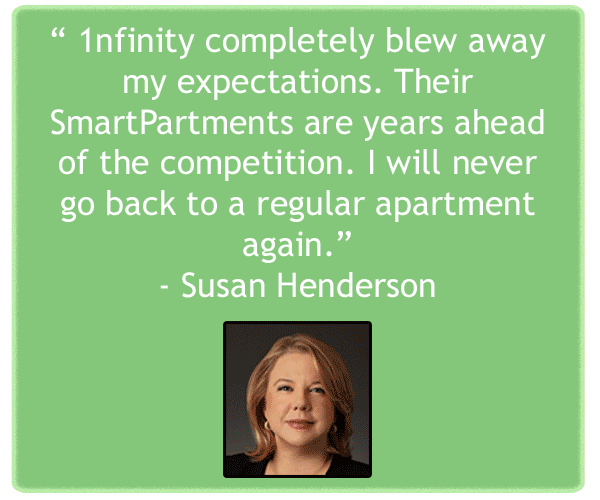 “ 1nfinity completely blew away
my expectations. Their
SmartPartments are years ahead
of the competition. I will never
go back to a regular apartment
again.”
- Susan Henderson